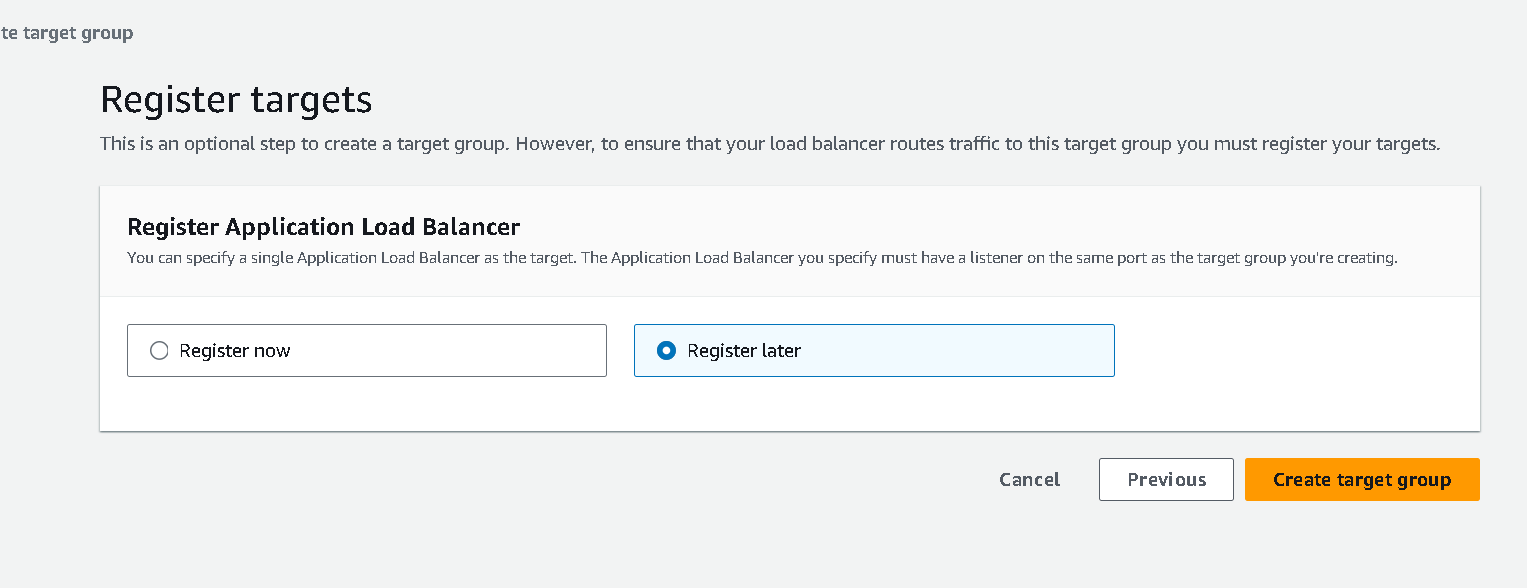 te target group
Register targets
This is an optional step to create a target group. However, to ensure that your load balancer routes traffic to this target group you must register your targets.
Register Application Load Balancer
You can specify a single Application Load Balancer as the target. The Application Load Balancer you specify must have a listener on the same port as the target group you're creating.
Register now
Register later
Cancel
Previous
Create target group